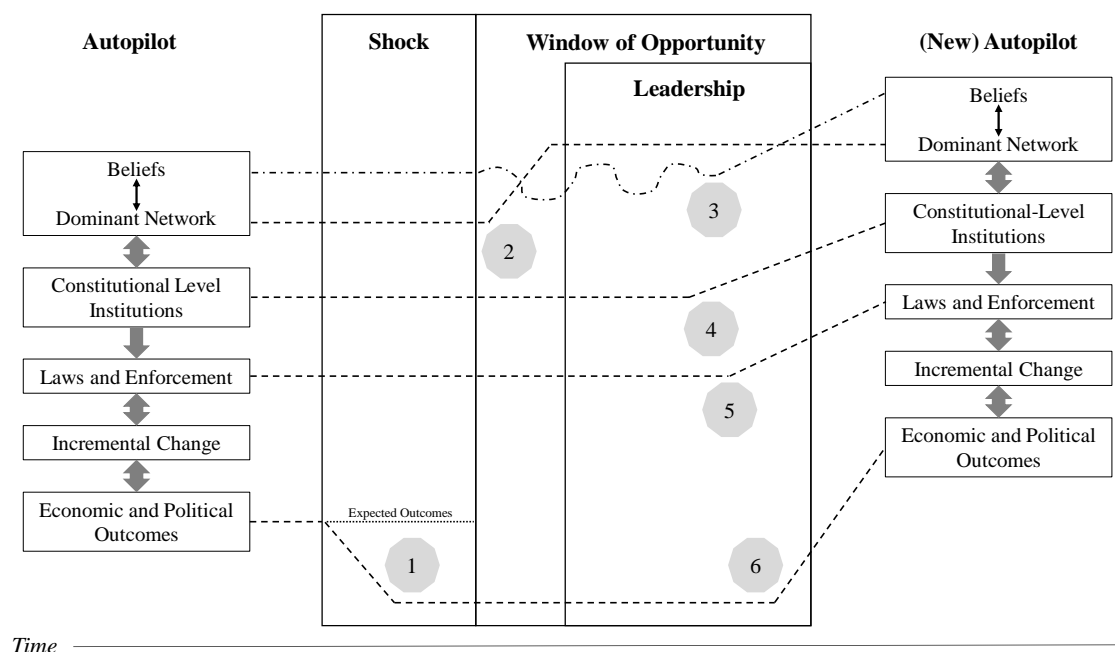 Autopilot
Shock
Window of Opportunity
(New) Autopilot
Leadership
Beliefs
Dominant Network
Constitutional Level
Institutions
Laws and Enforcement
Incremental Change
Economic and Political
Outcomes
Expected Outcomes
1
2
3
4
5
6
Beliefs
Dominant Network
Constitutional-Level
Institutions
Laws and Enforcement
Incremental Change
Economic and Political
Outcomes
Time